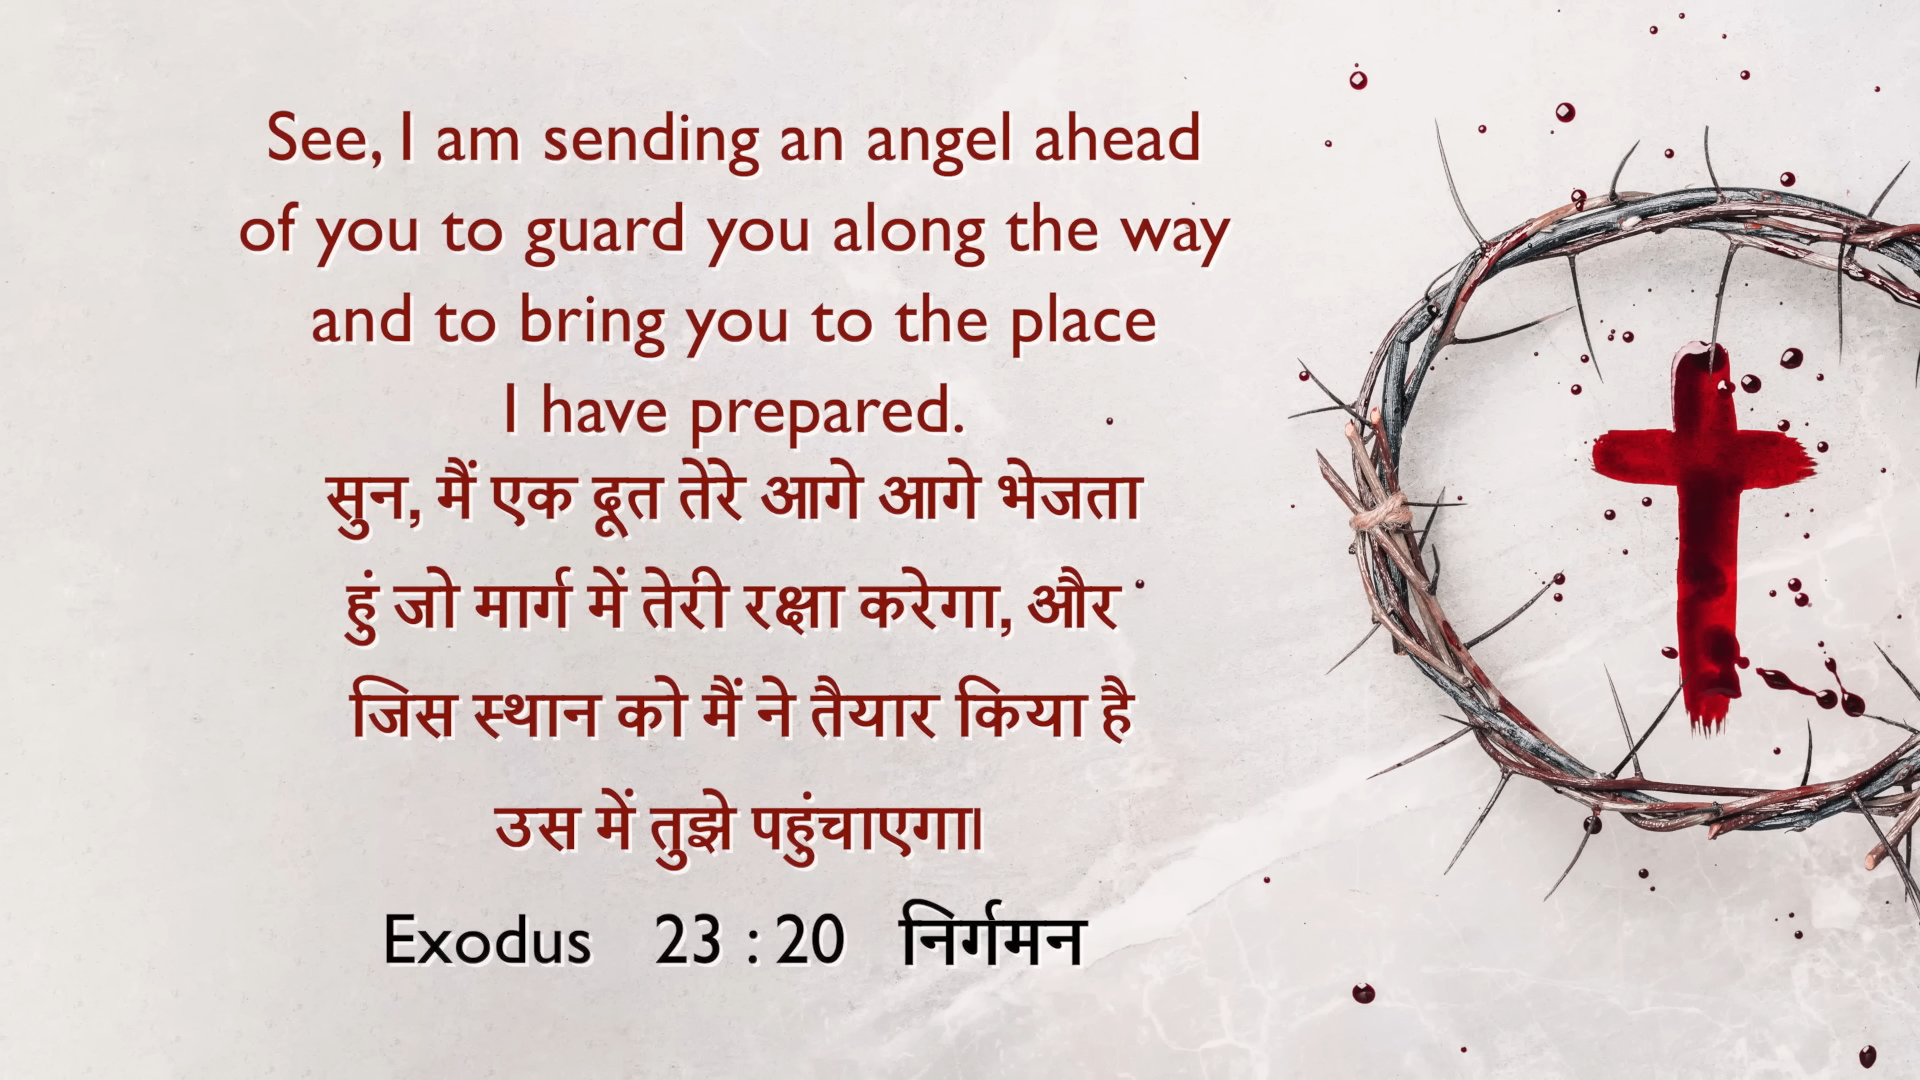 See, I am sending an angel ahead
of you to guard you along the way
and to bring you to the place
I have prepared.
सुन, मैं एक दूत तेरे आगे आगे भेजता
हुं जो मार्ग में तेरी रक्षा करेगा, और
जिस स्थान को मैं ने तैयार किया है
उस में तुझे पहुंचाएगा।
Exodus 23 : 20 निर्गमन